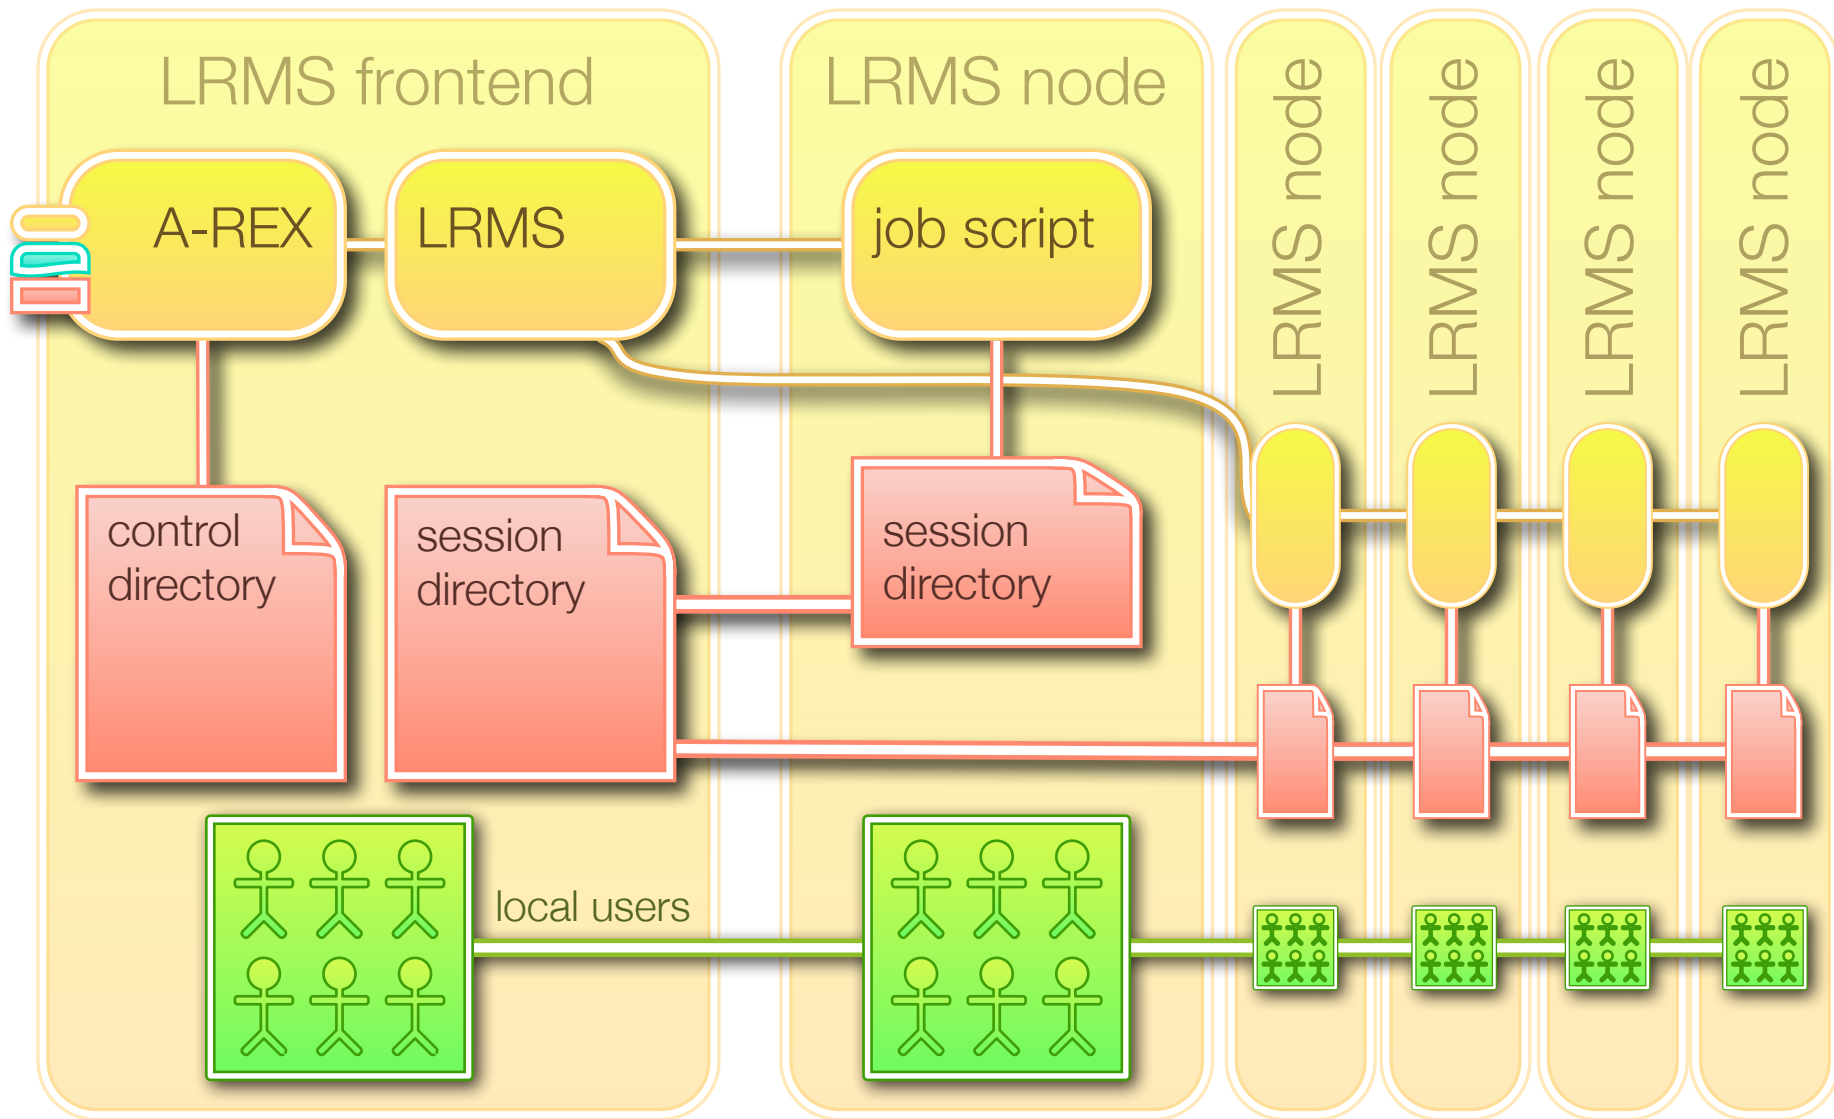 LRMS frontend
LRMS node
LRMS node
LRMS node
LRMS node
LRMS node
A-REX
LRMS
job script
control
directory
session
directory
session
directory
local users